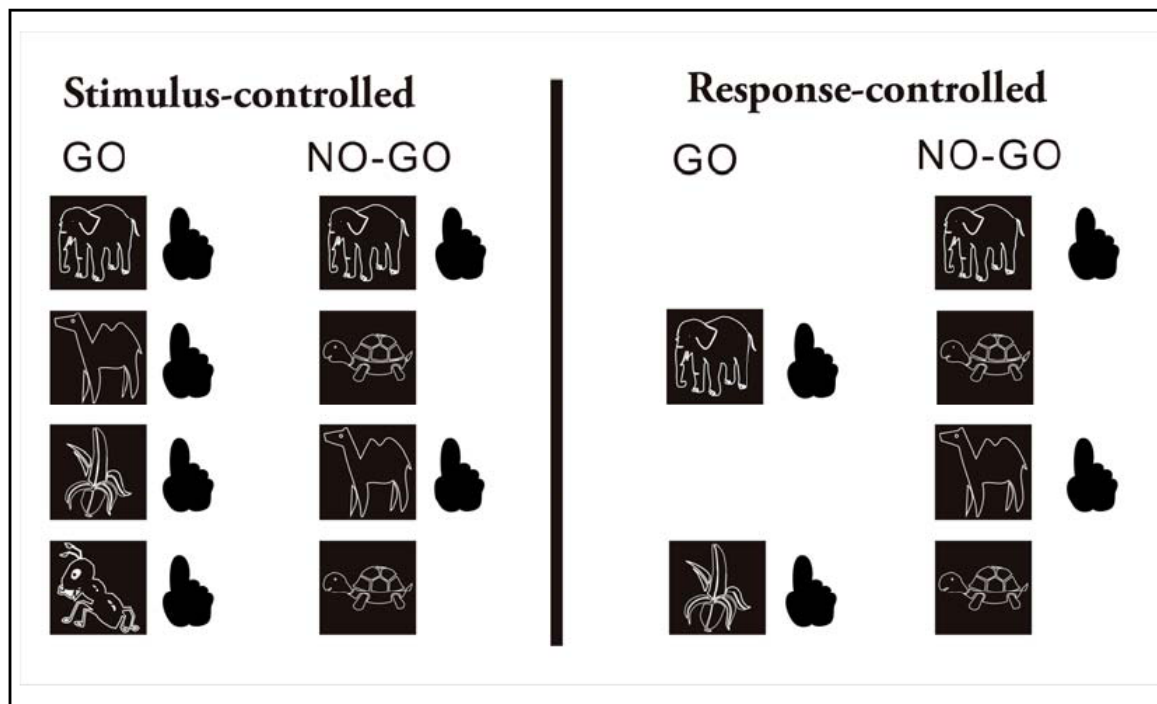 Stimulus-controlled
GO
NO-GO
Response-controlled
GO
NO-GO